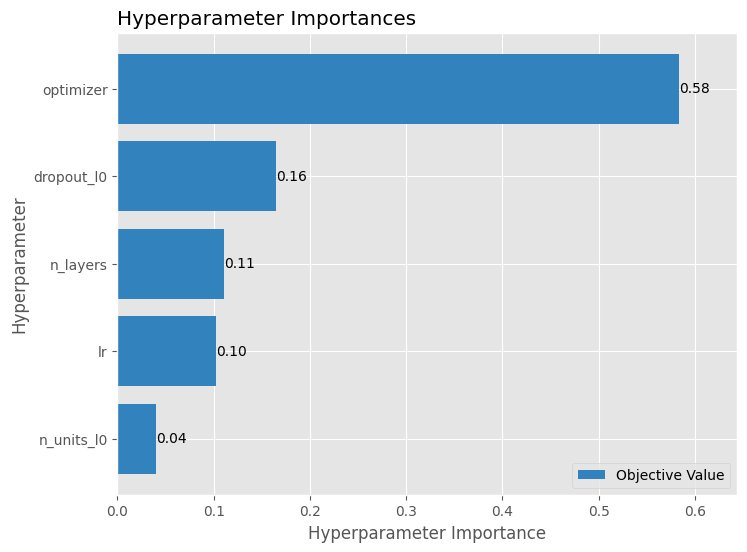 Hyperparameter Importances
optimizer
0.58
dropout_l0
0.16
n_layers
0.11
lr
0.10
n_units_l0
0.04
Hyperparameter
Objective Value
0.0 0.1 0.2 0.3 0.4 0.5 0.6
Hyperparameter Importance